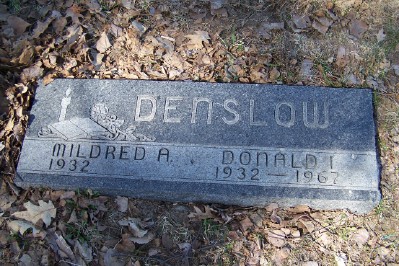 DENSLOW
MILDRED A. DONALD I.
1932 1932 — 1967